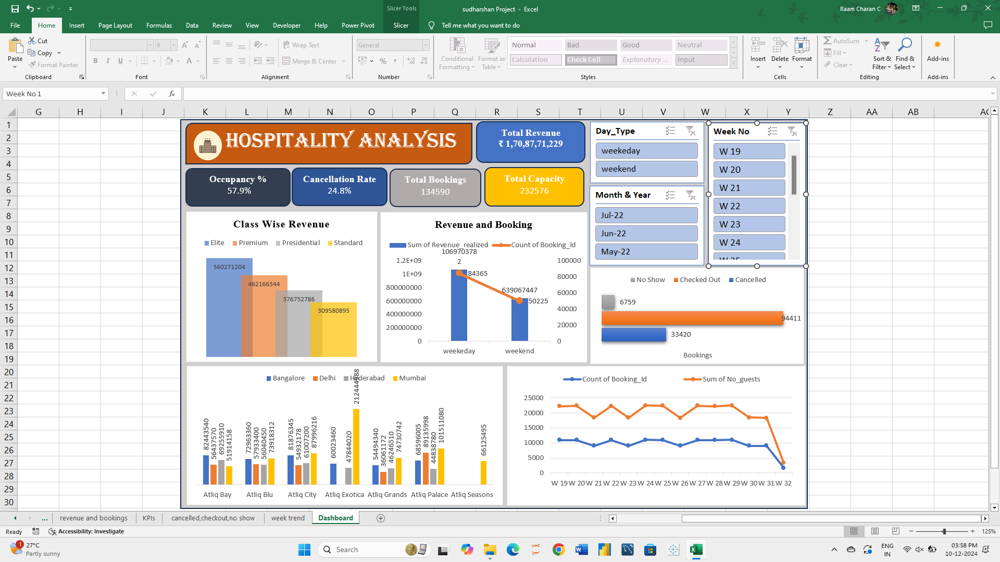 Slicer Tools
sudharshan Project - Excel
Raam Charan C
File Home Insert Page Layout Formulas Data Review View Developer Help Power Pivot Slicer Tell me what you want to do
Paste
Cut
Copy
Format Painter
Clipboard
9
B I U
Font
Wrap Text
Merge & Center
Alignment
General
Number
Conditional Formatting
Format as Table
Normal Bad Good Neutral
Calculation Check Cell Explanatory ... Input
Styles
Insert Delete Format
Cells
AutoSum
Fill
Clear
Sort & Filter
Find & Select
Editing
Add-ins
Add-ins
Week No 1
fx
G H I J K L M N O P Q R S T U V W X Y Z AA AB
1
2
3
4
5
6
7
8
9
10
11
12
13
14
15
16
17
18
19
20
21
22
23
24
25
26
27
28
29
30
HOSPITALITY ANALYSIS
Total Revenue
₹ 1,70,87,71,229
Occupancy %
57.9%
Cancellation Rate
24.8%
Total Bookings
134590
Total Capacity
232576
Day_Type
weekeday
weekend
Month & Year
Jul-22
Jun-22
May-22
Week No
W 19
W 20
W 21
W 22
W 23
W 24
W 25
Class Wise Revenue
Elite Premium Presidential Standard
560271204
462166344
376752786
309580895
Revenue and Booking
Sum of Revenue_realized Count of Booking_Id
106970378
2
1.2E+09
1E+09
800000000
600000000
400000000
200000000
0
84365
639067447
50225
100000
80000
60000
40000
20000
0
weekeday weekend
No Show Checked Out Cancelled
6759
94411
33420
Bookings
Bangalore Delhi Hyderabad Mumbai
82443540 56437570 69255910 51914158
72963360 57933400 56040450 73918312
81876345 54932178 61007200 87996216
60023460 47844020 212444988
54494340 36061172 46246510 74730742
68596005 89135998 44838780 101511080
66125495
Atliq Bay Atliq Blu Atliq City Atliq Exotica Atliq Grands Atliq Palace Atliq Seasons
Count of Booking_Id Sum of No_guests
25000
20000
15000
10000
5000
0
W 19 W 20 W 21 W 22 W 23 W 24 W 25 W 26 W 27 W 28 W 29 W 30 W 31 W 32
... revenue and bookings KPIs cancelled,checkout,no show week trend Dashboard
Ready Accessibility: Investigate
125%
1
27°C
Partly sunny
Search
ENG
IN
03:58 PM
10-12-2024